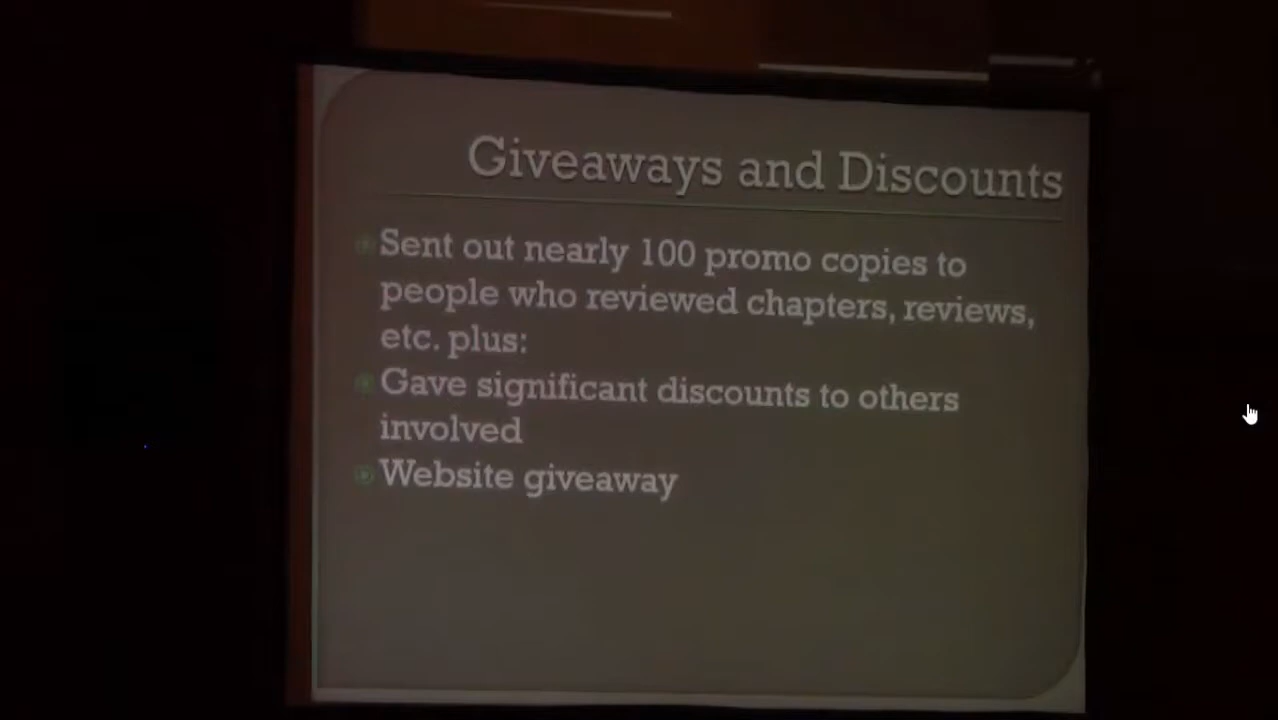 Giveaways and Discounts
Sent out nearly 100 promo copies to
people who reviewed chapters, reviews,
etc. plus:
Gave significant discounts to others
involved
Website giveaway